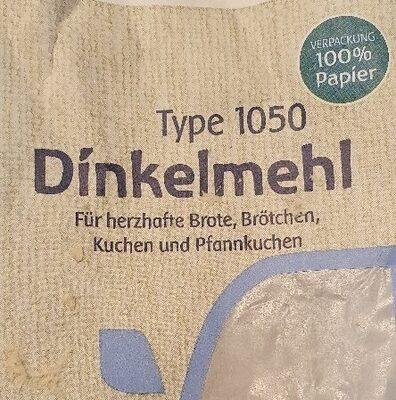 VERPACKUNG
100%
Papier
Type 1050
Dinkelmehl
Für herzhafte Brote, Brötchen,
Kuchen und Pfannkuchen